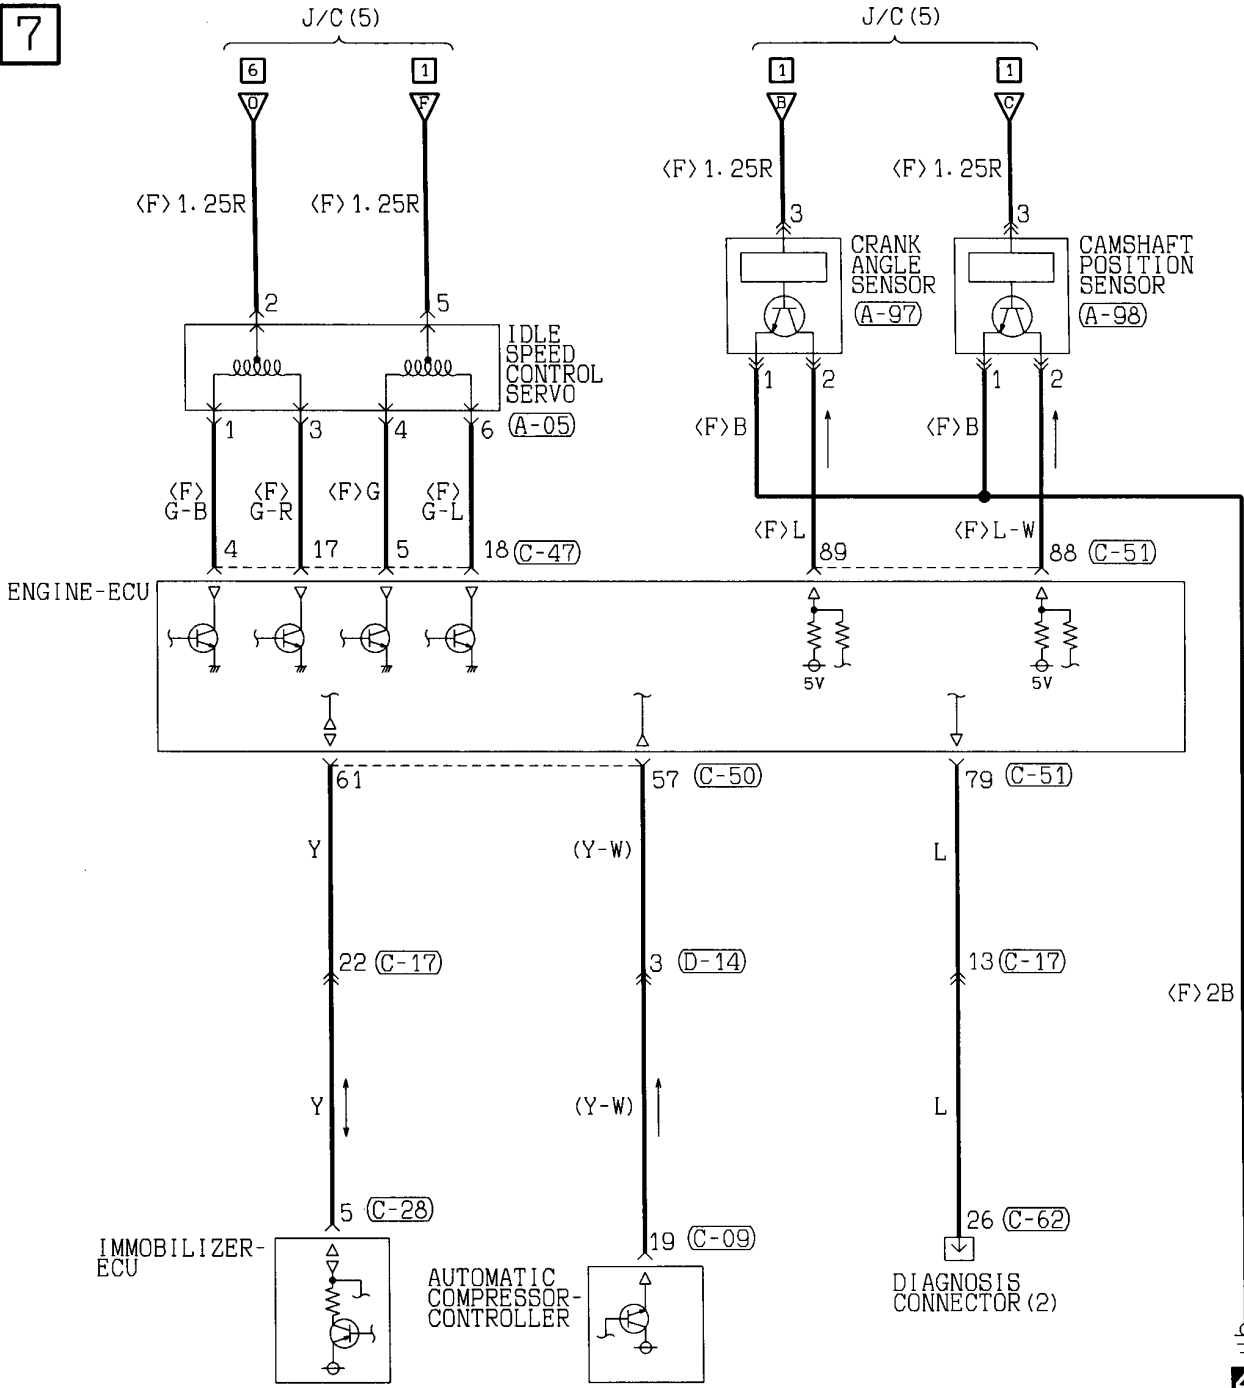 7
J/C(5)
J/C(5)
6
1
1
1
O
F
B
C
<F>1.25R
<F>1.25R
<F>1.25R
<F>1.25R
2
5
3
3
IDLE
SPEED
CONTROL
SERVO
(A-05)
CRANK
ANGLE
SENSOR
(A-97)
CAMSHAFT
POSITION
SENSOR
(A-98)
1
3
4
6
1
2
1
2
<F>
G-B
<F>
G-R
<F>G
<F>
G-L
<F>B
<F>B
<F>L
<F>L-W
4
17
5
18 (C-47)
89
88 (C-51)
ENGINE-ECU
5V
5V
61
57 (C-50)
79 (C-51)
Y
(Y-W)
L
22 (C-17)
3 (D-14)
13 (C-17)
<F>2B
Y
(Y-W)
L
5 (C-28)
19 (C-09)
26 (C-62)
IMMOBILIZER-
ECU
AUTOMATIC
COMPRESSOR-
CONTROLLER
DIAGNOSIS
CONNECTOR(2)